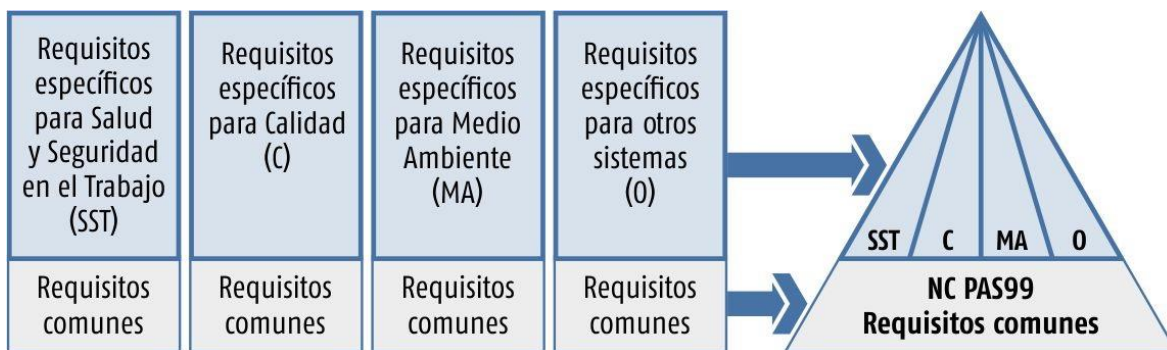 Requisitos
específicos
para Salud
y Seguridad
en el Trabajo
(SST)
Requisitos
comunes
Requisitos
específicos
para Calidad
(C)
Requisitos
comunes
Requisitos
específicos
para Medio
Ambiente
(MA)
Requisitos
comunes
Requisitos
específicos
para otros
sistemas
(O)
Requisitos
comunes
SST C MA O
NC PAS99
Requisitos comunes